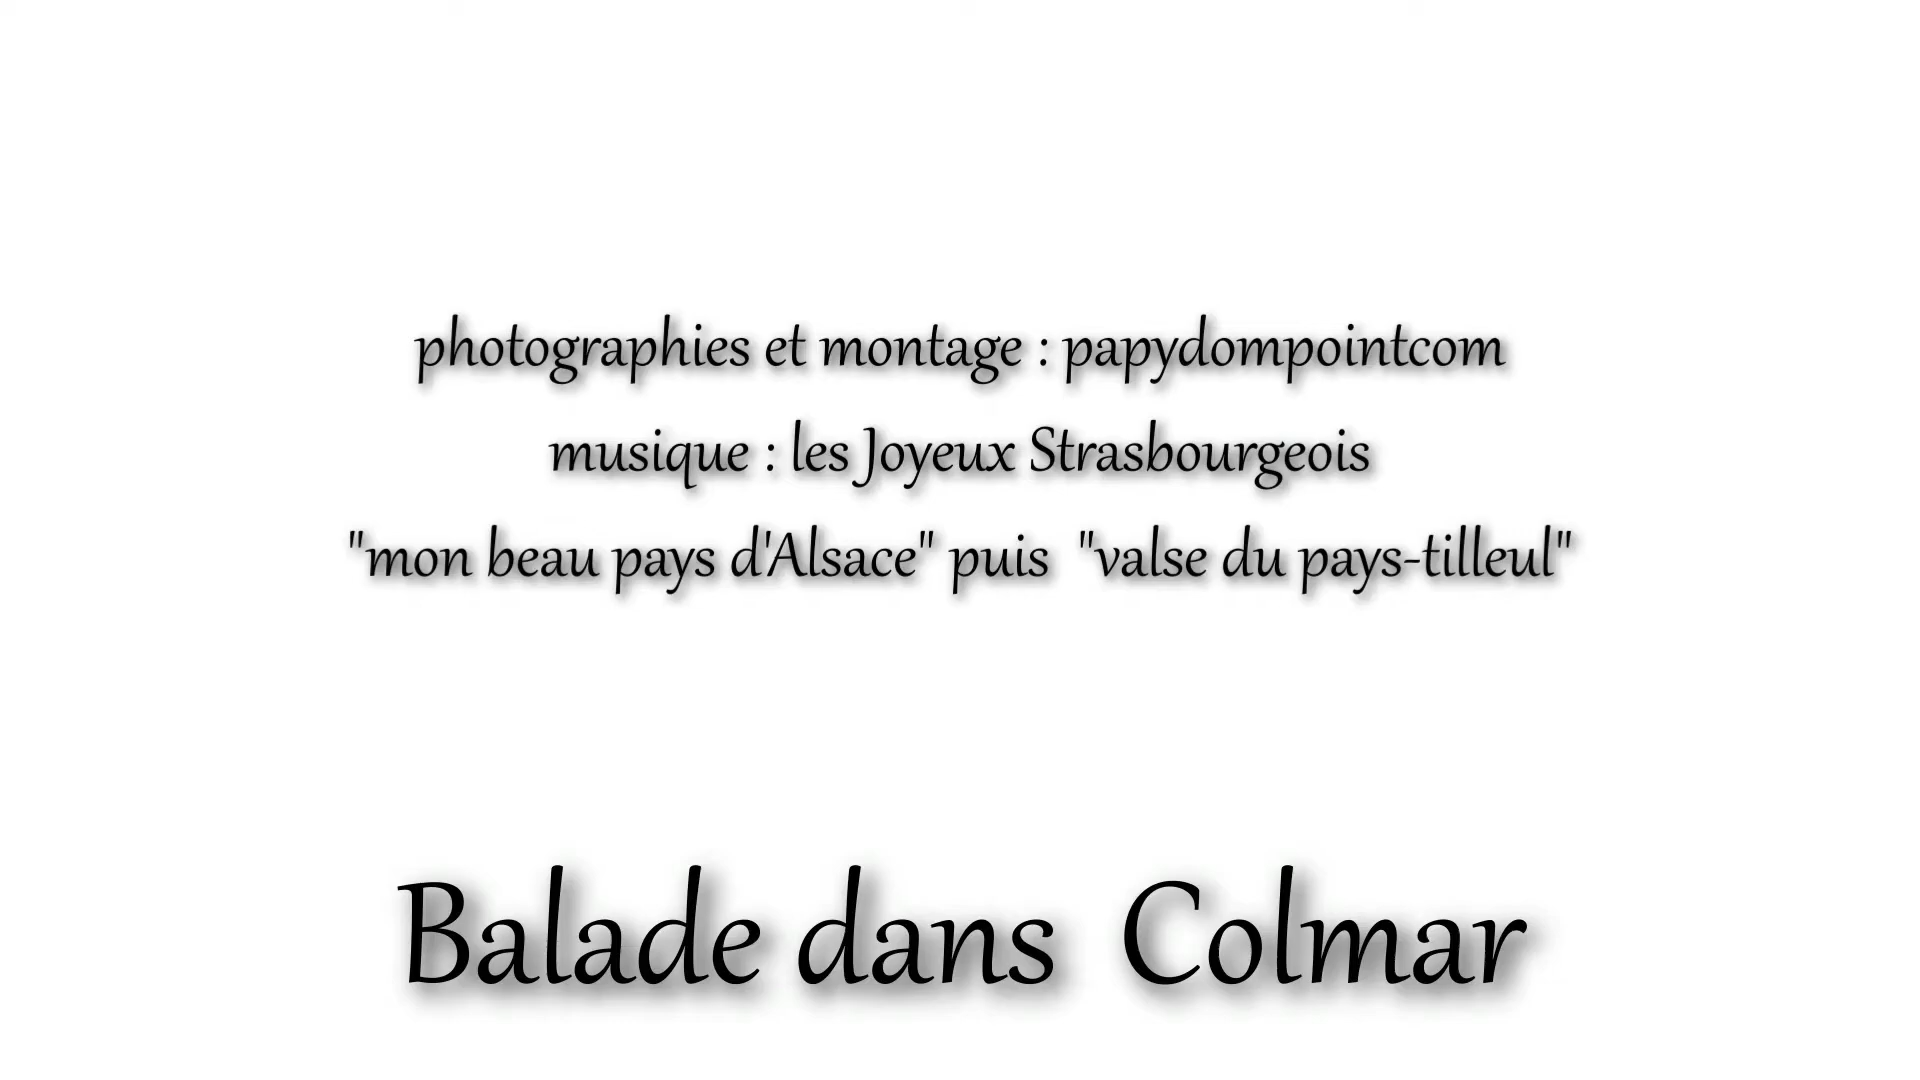 photographies et montage : papydompointcom
musique : les Joyeux Strasbourgeois
"mon beau pays d'Alsace" puis  "valse du pays-tilleul"
Balade dans  Colmar